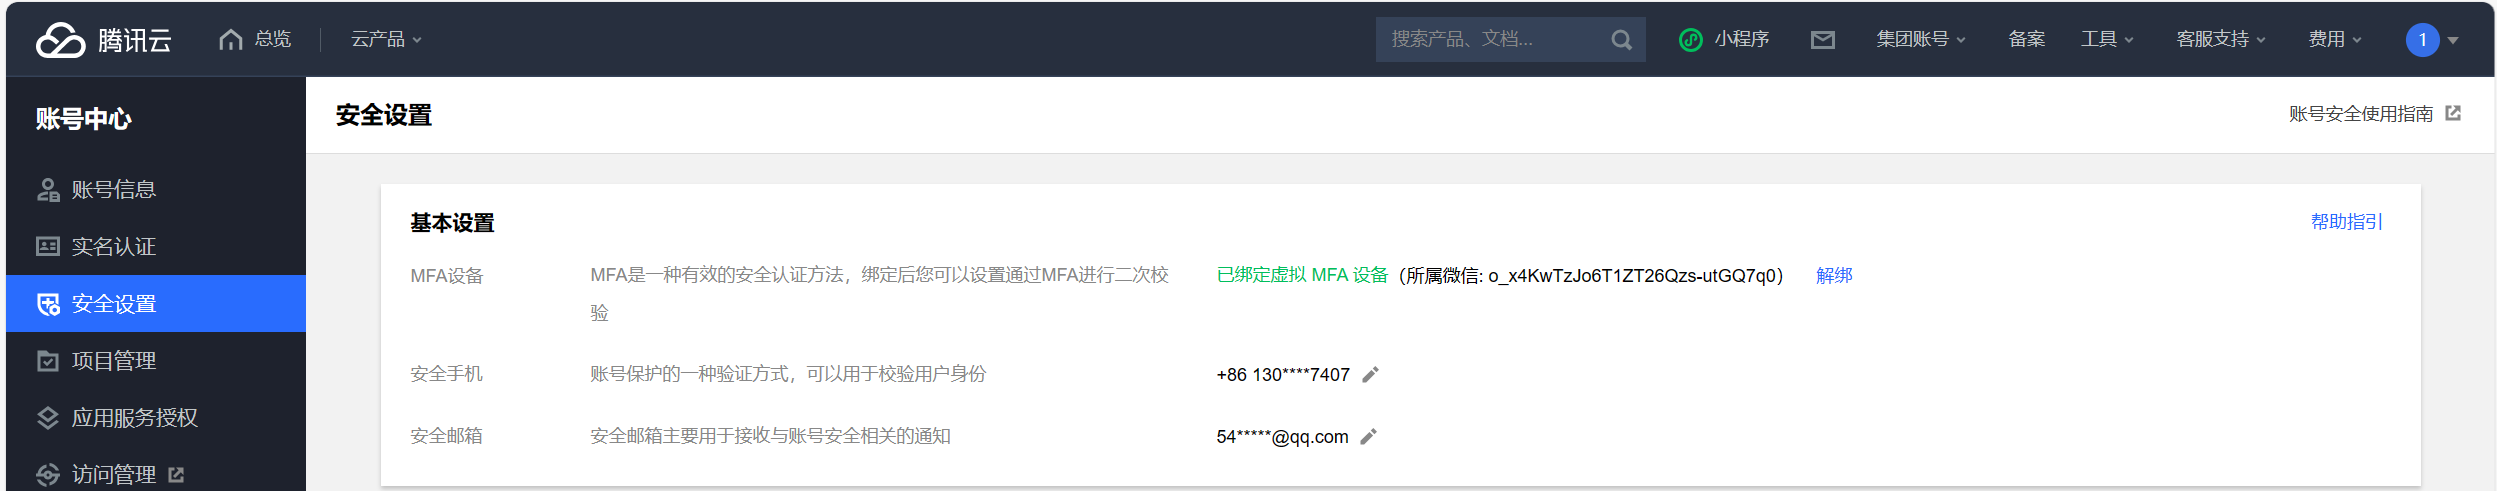 腾讯云 总览 云产品 搜索产品、文档... 小程序 集团账号 备案 工具 客服支持 费用 1
账号中心
账号信息
实名认证
安全设置
项目管理
应用服务授权
访问管理
安全设置 账号安全使用指南
基本设置 帮助指引
MFA设备 MFA是一种有效的安全认证方法，绑定后您可以设置通过MFA进行二次校 已绑定虚拟 MFA 设备（所属微信: o_x4KwTzJo6T1ZT26Qzs-utGQ7q0） 解绑
验
安全手机 账号保护的一种验证方式，可以用于校验用户身份 +86 130****7407
安全邮箱 安全邮箱主要用于接收与账号安全相关的通知 54*****@qq.com